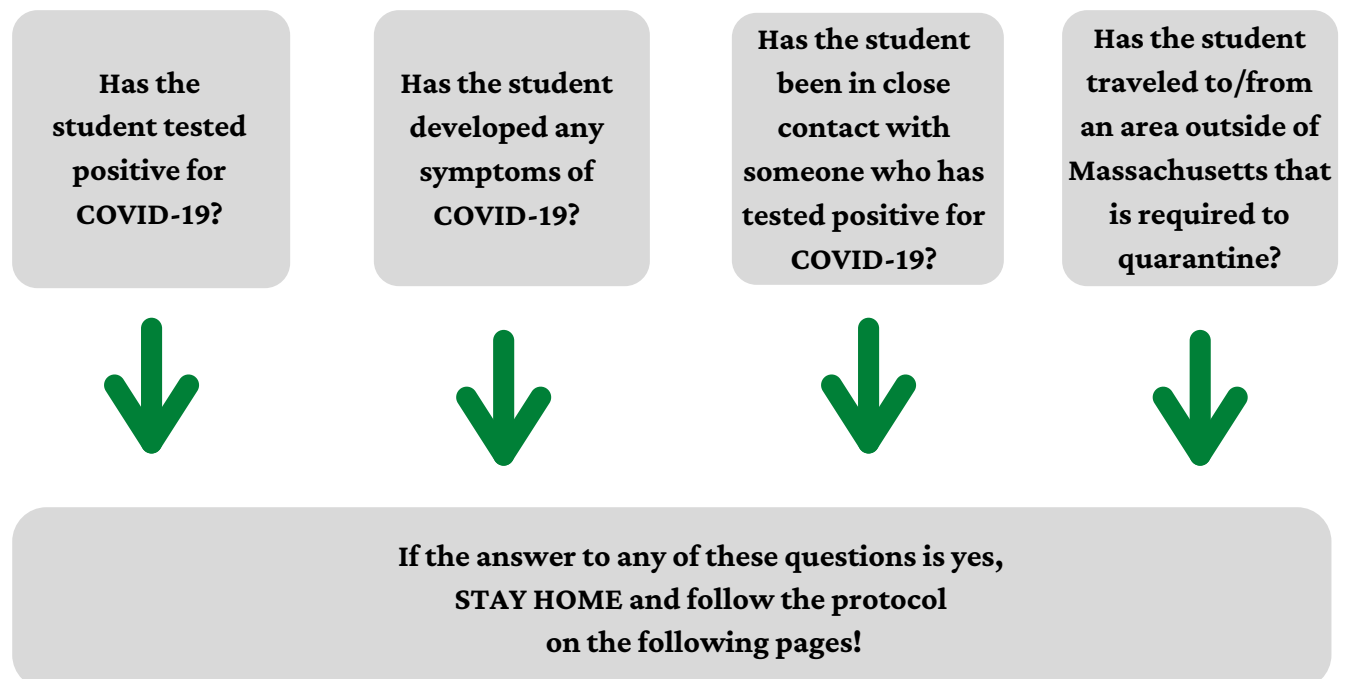 Has the
student tested
positive for
COVID-19?
Has the student
developed any
symptoms of
COVID-19?
Has the student
been in close
contact with
someone who has
tested positive for
COVID-19?
Has the student
traveled to/from
an area outside of
Massachusetts that
is required to
quarantine?
If the answer to any of these questions is yes,
STAY HOME and follow the protocol
on the following pages!